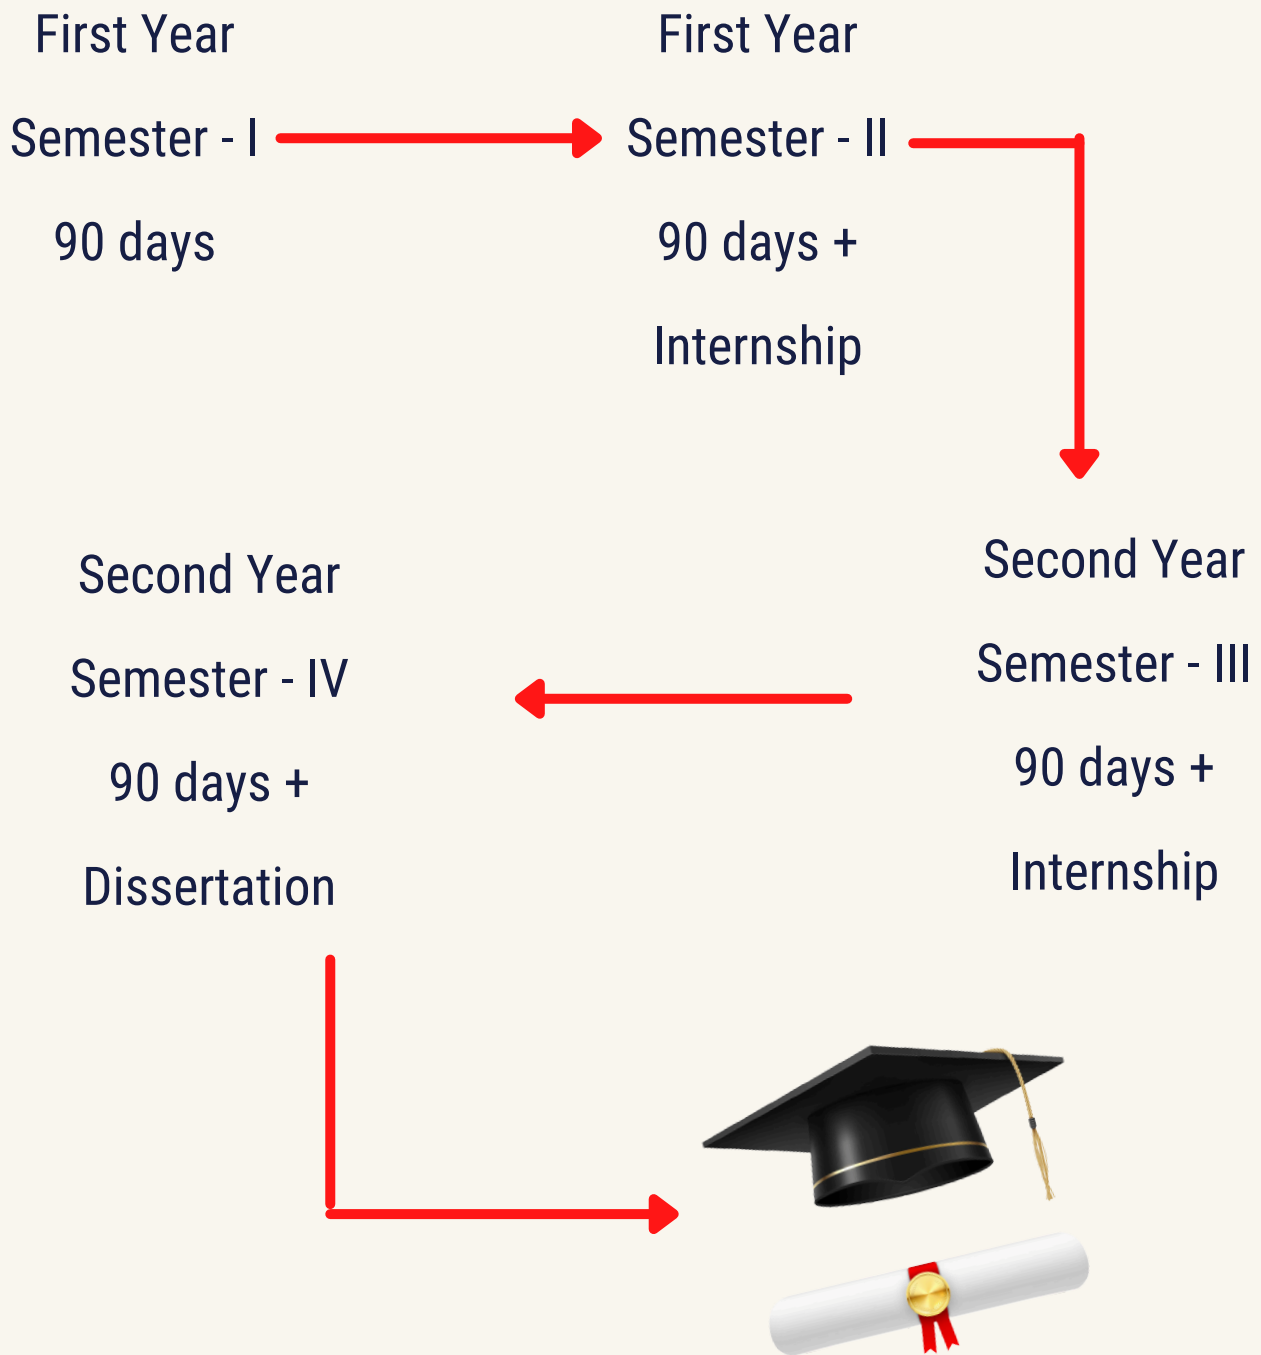 First Year
Semester - I
90 days
First Year
Semester - II
90 days +
Internship
Second Year
Semester - III
90 days +
Internship
Second Year
Semester - IV
90 days +
Dissertation